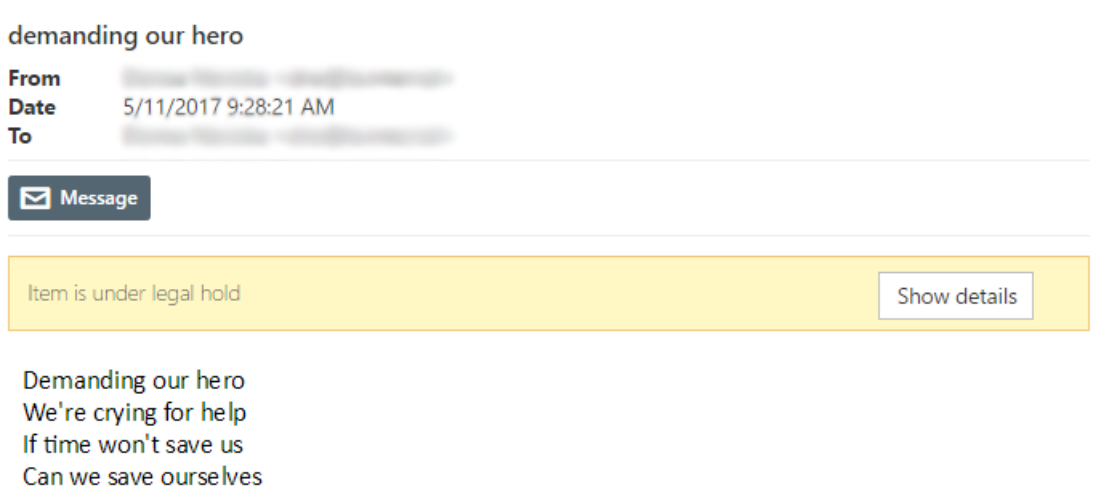 demanding our hero
From
Date 5/11/2017 9:28:21 AM
To
Message
Item is under legal hold Show details
Demanding our hero
We're crying for help
If time won't save us
Can we save ourselves